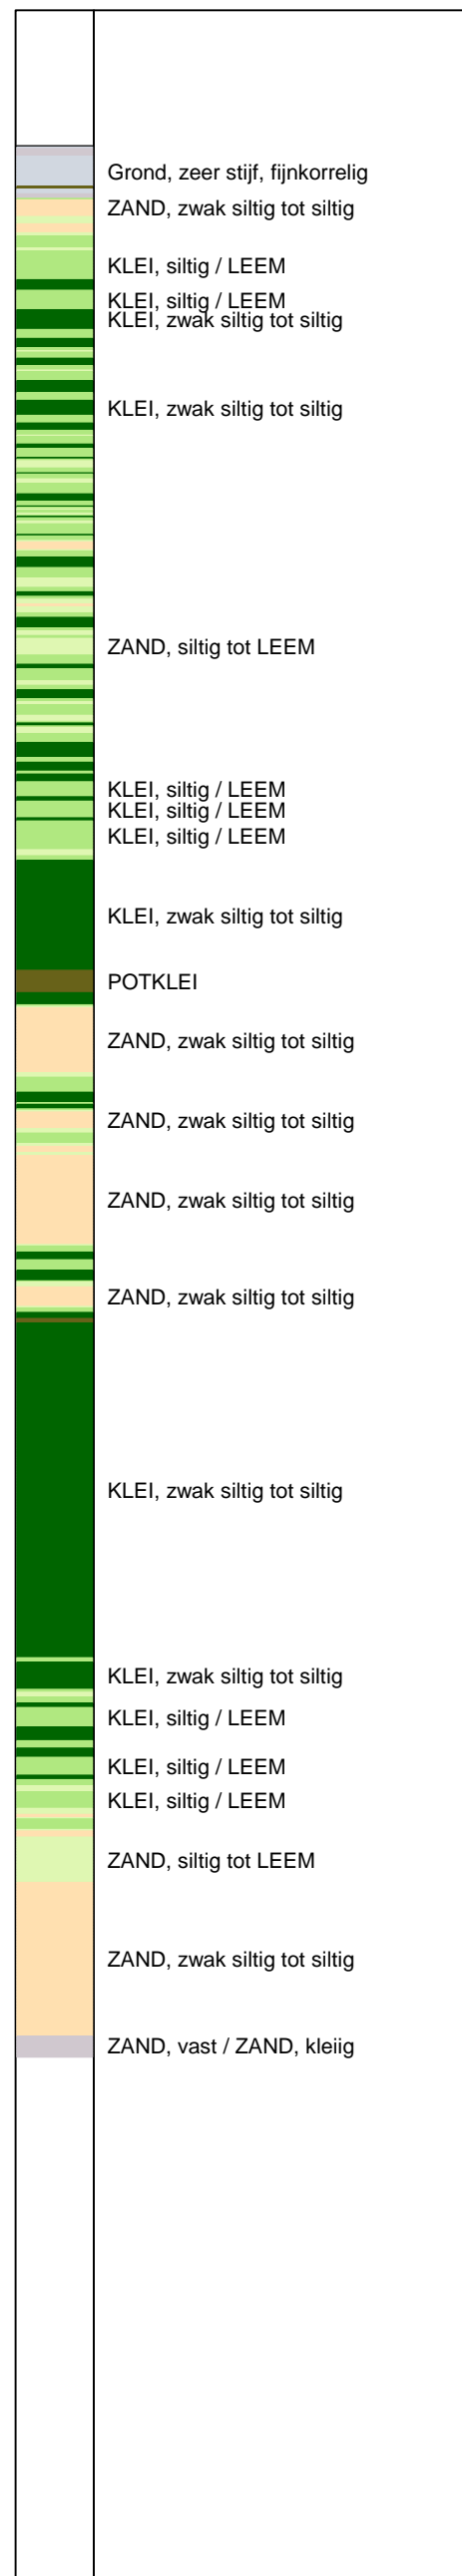 Grond, zeer stijf, fijnkorrelig
ZAND, zwak siltig tot siltig
KLEI, siltig / LEEM
KLEI, siltig / LEEM
KLEI, zwak siltig tot siltig
KLEI, zwak siltig tot siltig
ZAND, siltig tot LEEM
KLEI, siltig / LEEM
KLEI, siltig / LEEM
KLEI, siltig / LEEM
KLEI, zwak siltig tot siltig
POTKLEI
ZAND, zwak siltig tot siltig
ZAND, zwak siltig tot siltig
ZAND, zwak siltig tot siltig
ZAND, zwak siltig tot siltig
KLEI, zwak siltig tot siltig
KLEI, zwak siltig tot siltig
KLEI, siltig / LEEM
KLEI, siltig / LEEM
KLEI, siltig / LEEM
ZAND, siltig tot LEEM
ZAND, zwak siltig tot siltig
ZAND, vast / ZAND, kleiig